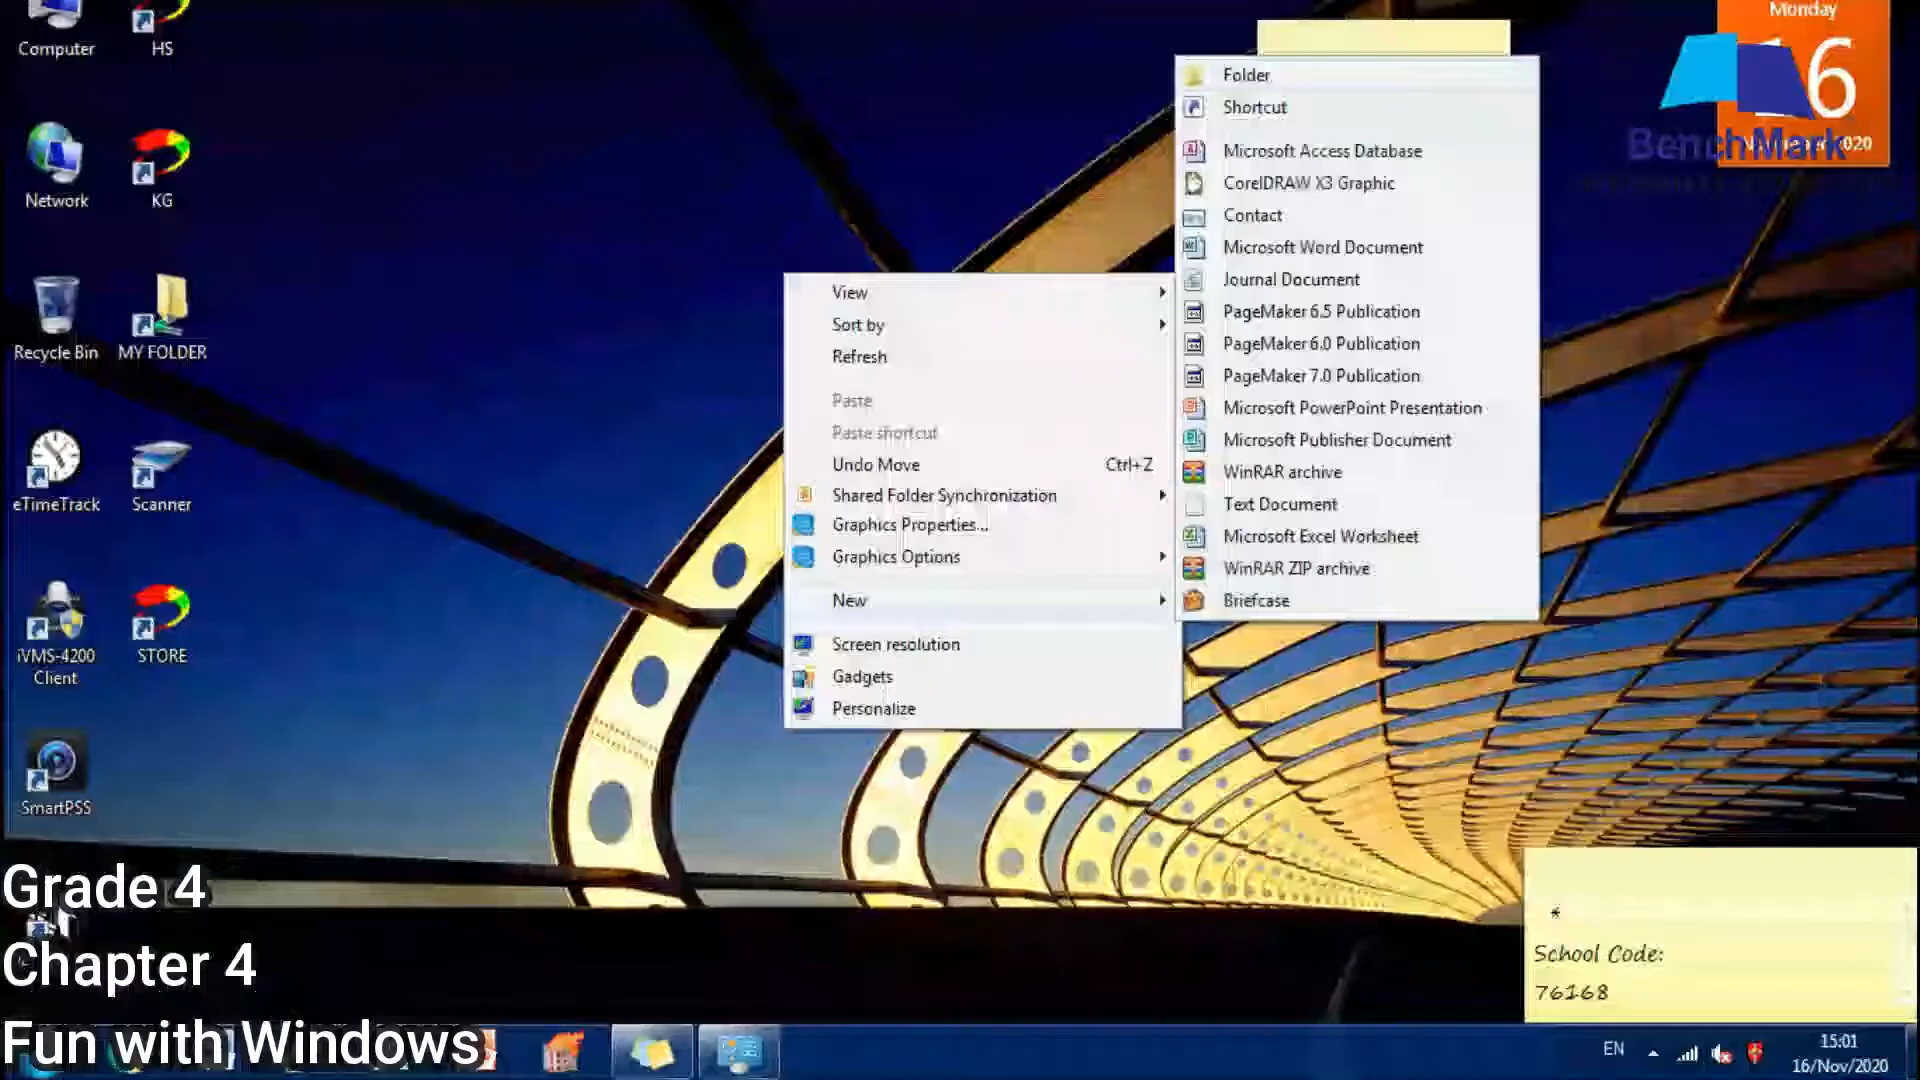 Computer
HS
Network
KG
Recycle Bin
MY FOLDER
eTimeTrack
Scanner
iVMS-4200
Client
STORE
SmartPSS
View
Sort by
Refresh
Paste
Paste shortcut
Undo Move Ctrl+Z
Shared Folder Synchronization
Graphics Properties...
Graphics Options
New
Screen resolution
Gadgets
Personalize
Folder
Shortcut
Microsoft Access Database
CorelDRAW X3 Graphic
Contact
Microsoft Word Document
Journal Document
PageMaker 6.5 Publication
PageMaker 6.0 Publication
PageMaker 7.0 Publication
Microsoft PowerPoint Presentation
Microsoft Publisher Document
WinRAR archive
Text Document
Microsoft Excel Worksheet
WinRAR ZIP archive
Briefcase
Monday
16
2020
BenchMark
*
School Code:
76168
Grade 4
Chapter 4
Fun with Windows
EN
15:01
16/Nov/2020